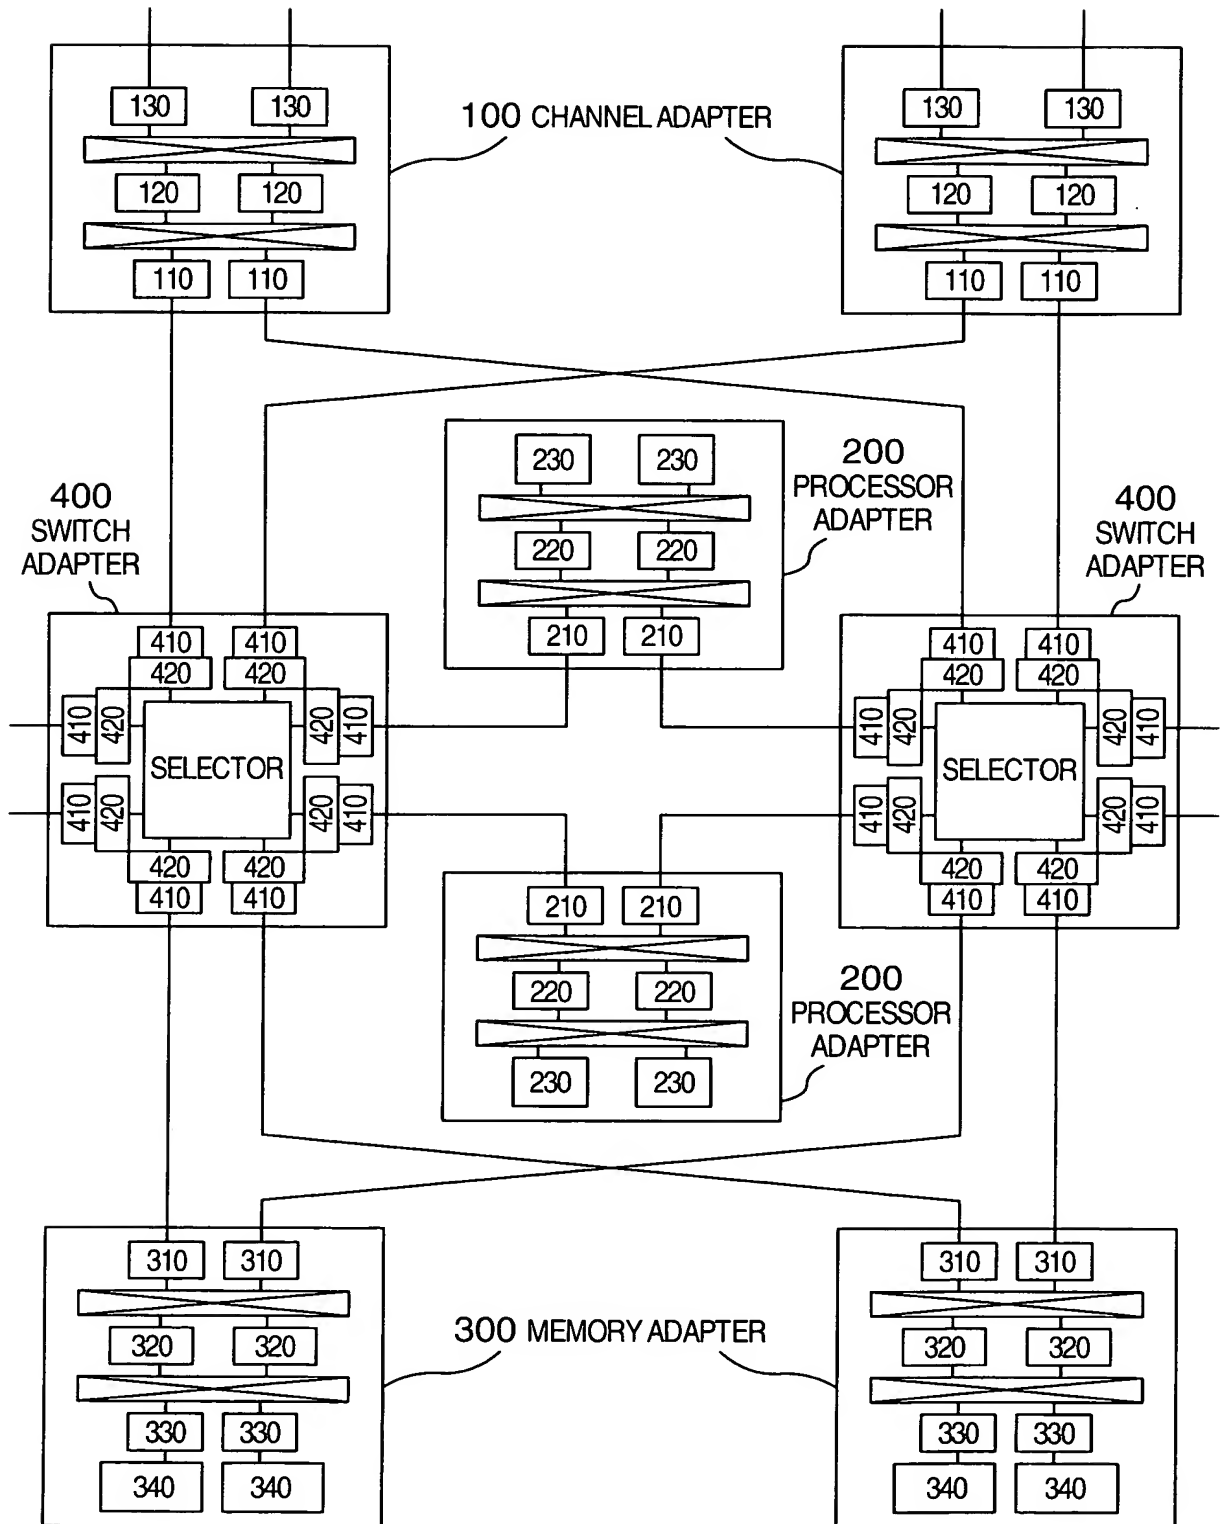 130 130 130 130
100 CHANNEL ADAPTER
120 120 120 120
110 110 110 110
230 230
200
PROCESSOR
ADAPTER
400
SWITCH
ADAPTER
400
SWITCH
ADAPTER
220 220
210 210
410 410 410 410
420 420 420 420
410 420 420 410 410 420 420 410
SELECTOR SELECTOR
410 420 420 410 410 420 420 410
420 420 420 420
410 410 410 410
210 210
220 220
200
PROCESSOR
ADAPTER
230 230
310 310 310 310
300 MEMORY ADAPTER
320 320 320 320
330 330 330 330
340 340 340 340